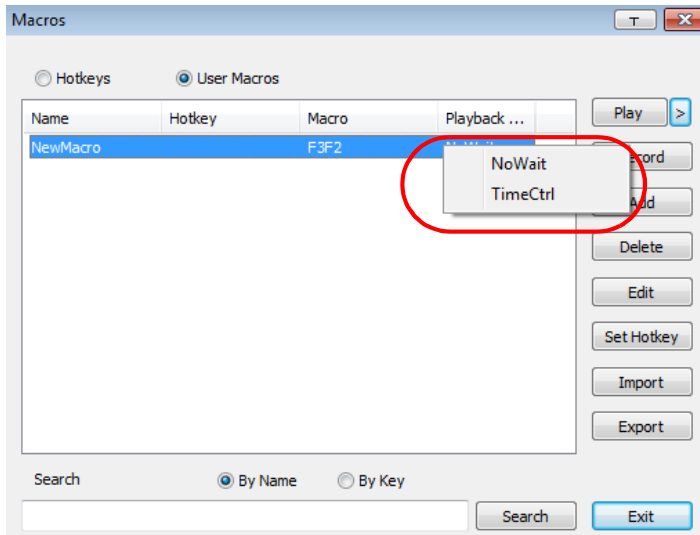 Macros
Hotkeys User Macros
Name Hotkey Macro Playback ... Play >
NewMacro F3F2
NoWait
TimeCtrl
Add
Delete
Edit
Set Hotkey
Import
Export
Search By Name By Key
Search Exit